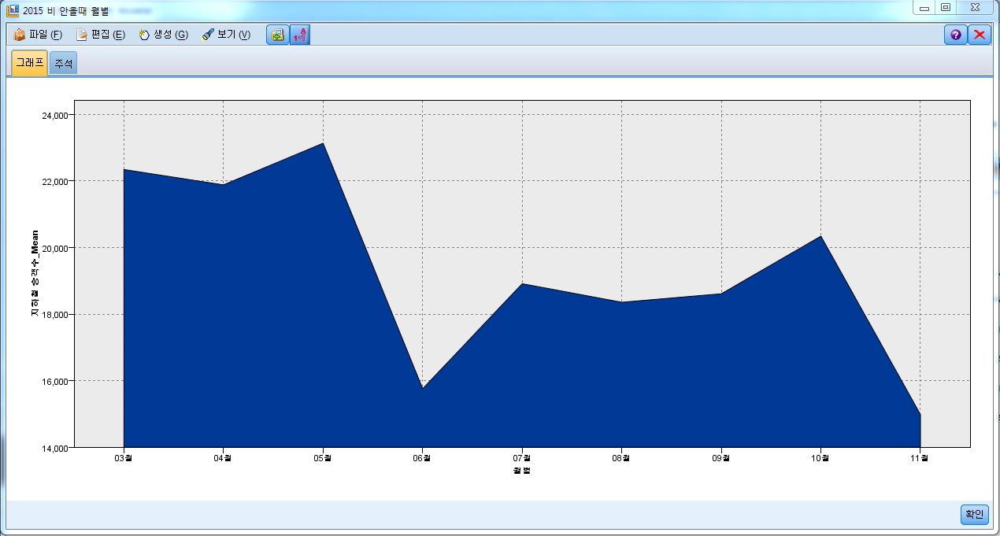 2015 비 안올때 월별
파일 (F) 편집 (E) 생성 (G) 보기 (V)
그래프 주석
24,000
22,000
20,000
18,000
16,000
14,000
지하철 승객수_Mean
03월 04월 05월 06월 07월 08월 09월 10월 11월
월별
확인